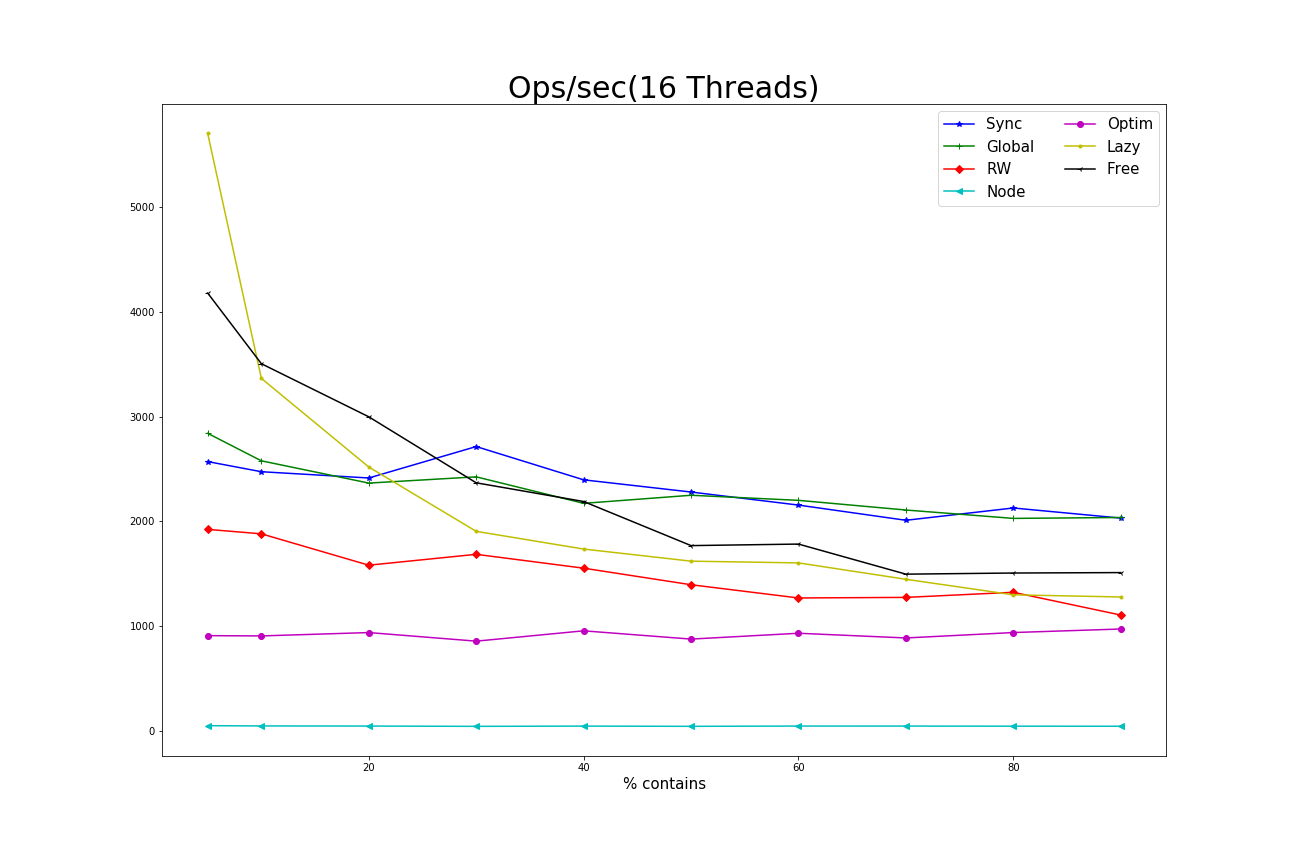 Ops/sec(16 Threads)
Sync
Global
RW
Node
Optim
Lazy
Free
5000
4000
3000
2000
1000
0
20
40
60
80
% contains